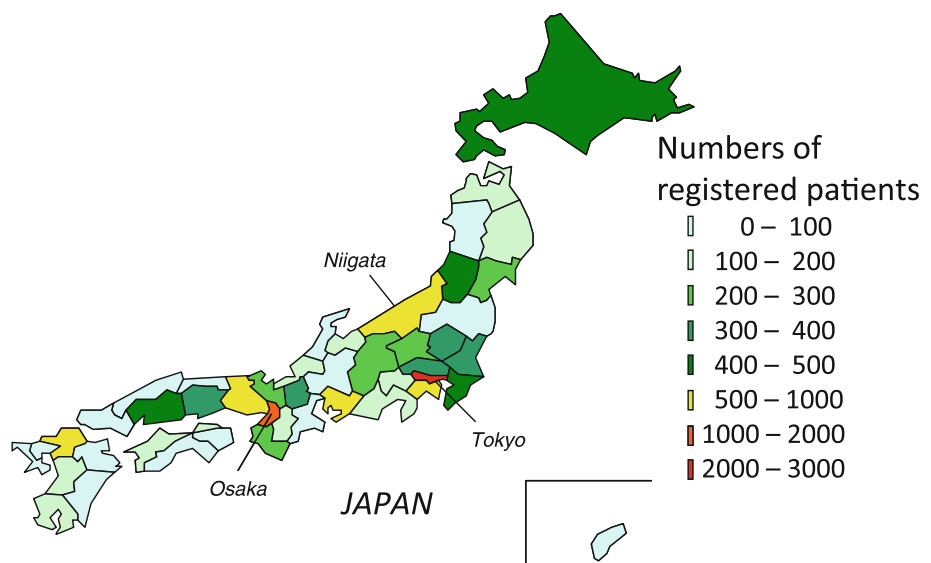 Numbers of
registered patients
0 – 100
100 – 200
200 – 300
300 – 400
400 – 500
500 – 1000
1000 – 2000
2000 – 3000
Niigata
Tokyo
Osaka
JAPAN